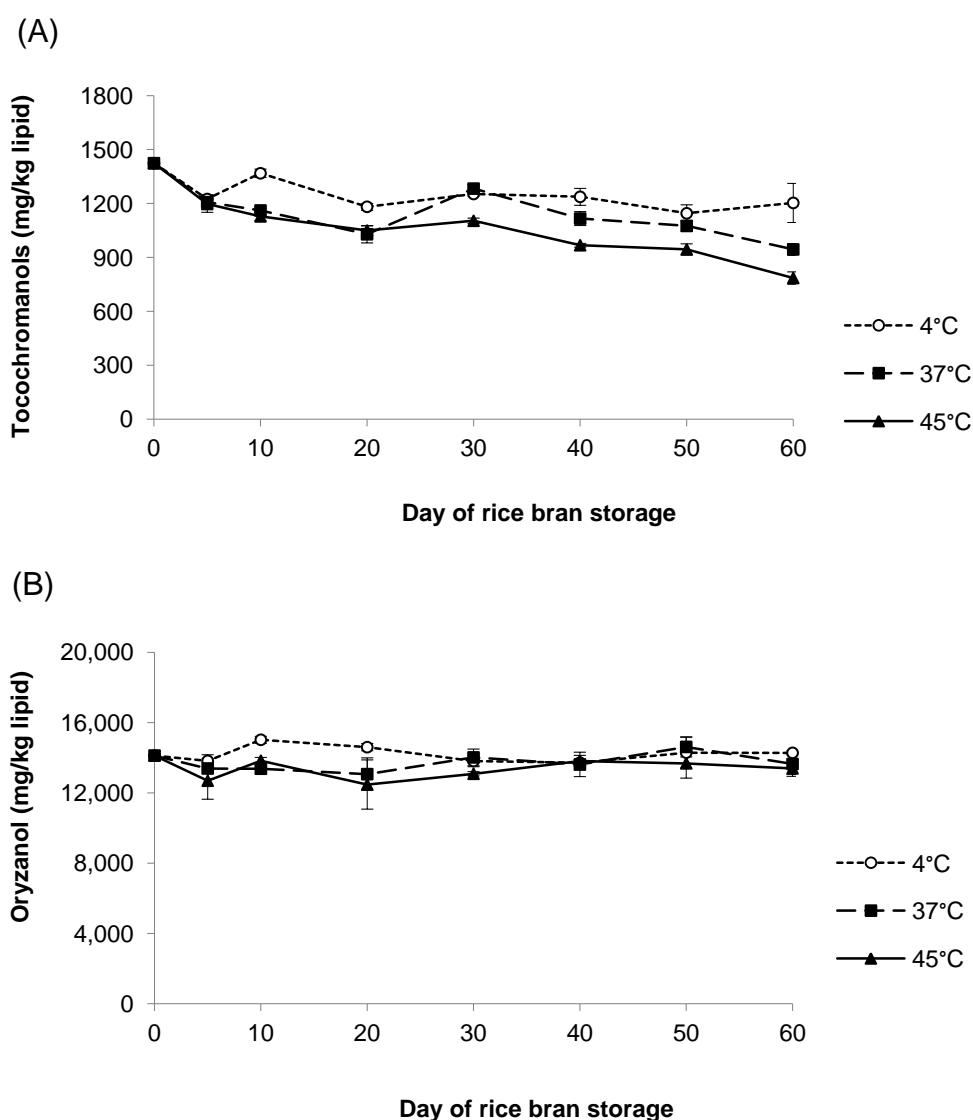 (A)
Tocochromanols (mg/kg lipid)
1800
1500
1200
900
600
300
0
0 10 20 30 40 50 60
Day of rice bran storage
4°C
37°C
45°C
(B)
Oryzanol (mg/kg lipid)
20,000
16,000
12,000
8,000
4,000
0
0 10 20 30 40 50 60
Day of rice bran storage
4°C
37°C
45°C